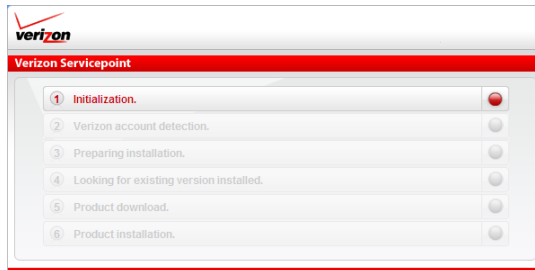 verizon
Verizon Servicepoint
1 Initialization.
2 Verizon account detection.
3 Preparing installation.
4 Looking for existing version installed.
5 Product download.
6 Product installation.